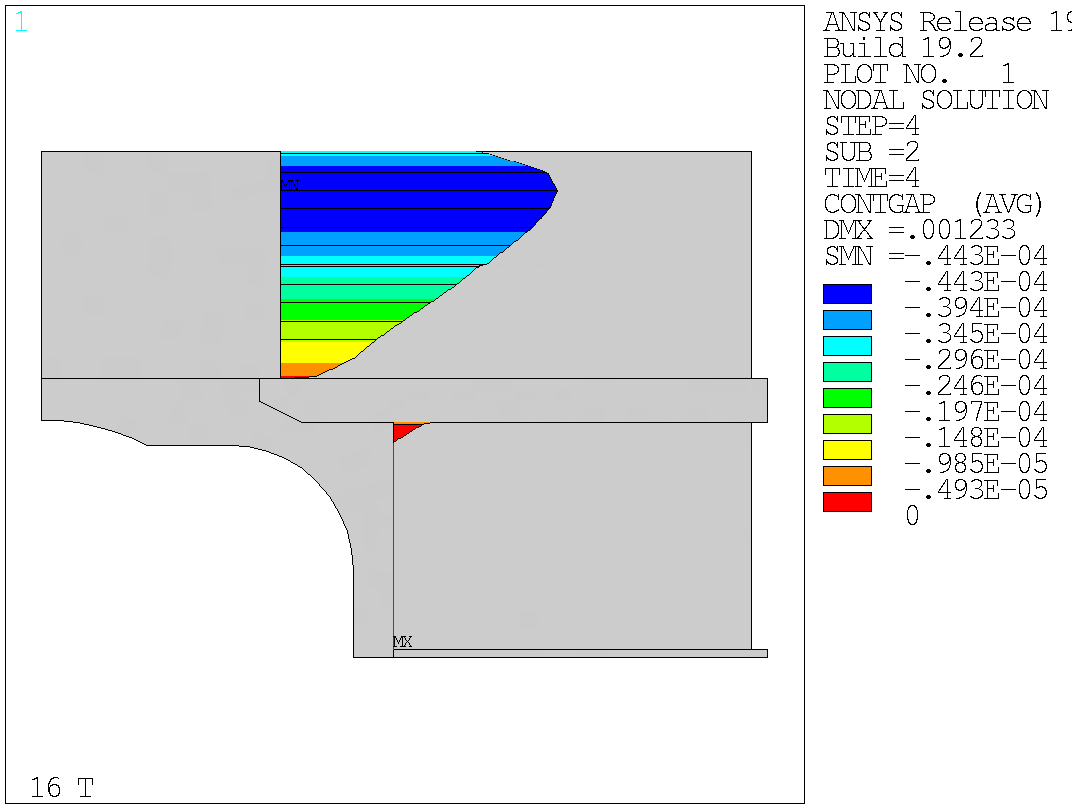 1
ANSYS Release 19
Build 19.2
PLOT NO. 1
NODAL SOLUTION
STEP=4
SUB =2
TIME=4
CONTGAP (AVG)
DMX =.001233
SMN =-.443E-04
-.443E-04
-.394E-04
-.345E-04
-.296E-04
-.246E-04
-.197E-04
-.148E-04
-.985E-05
-.493E-05
0
MN
MX
16 T